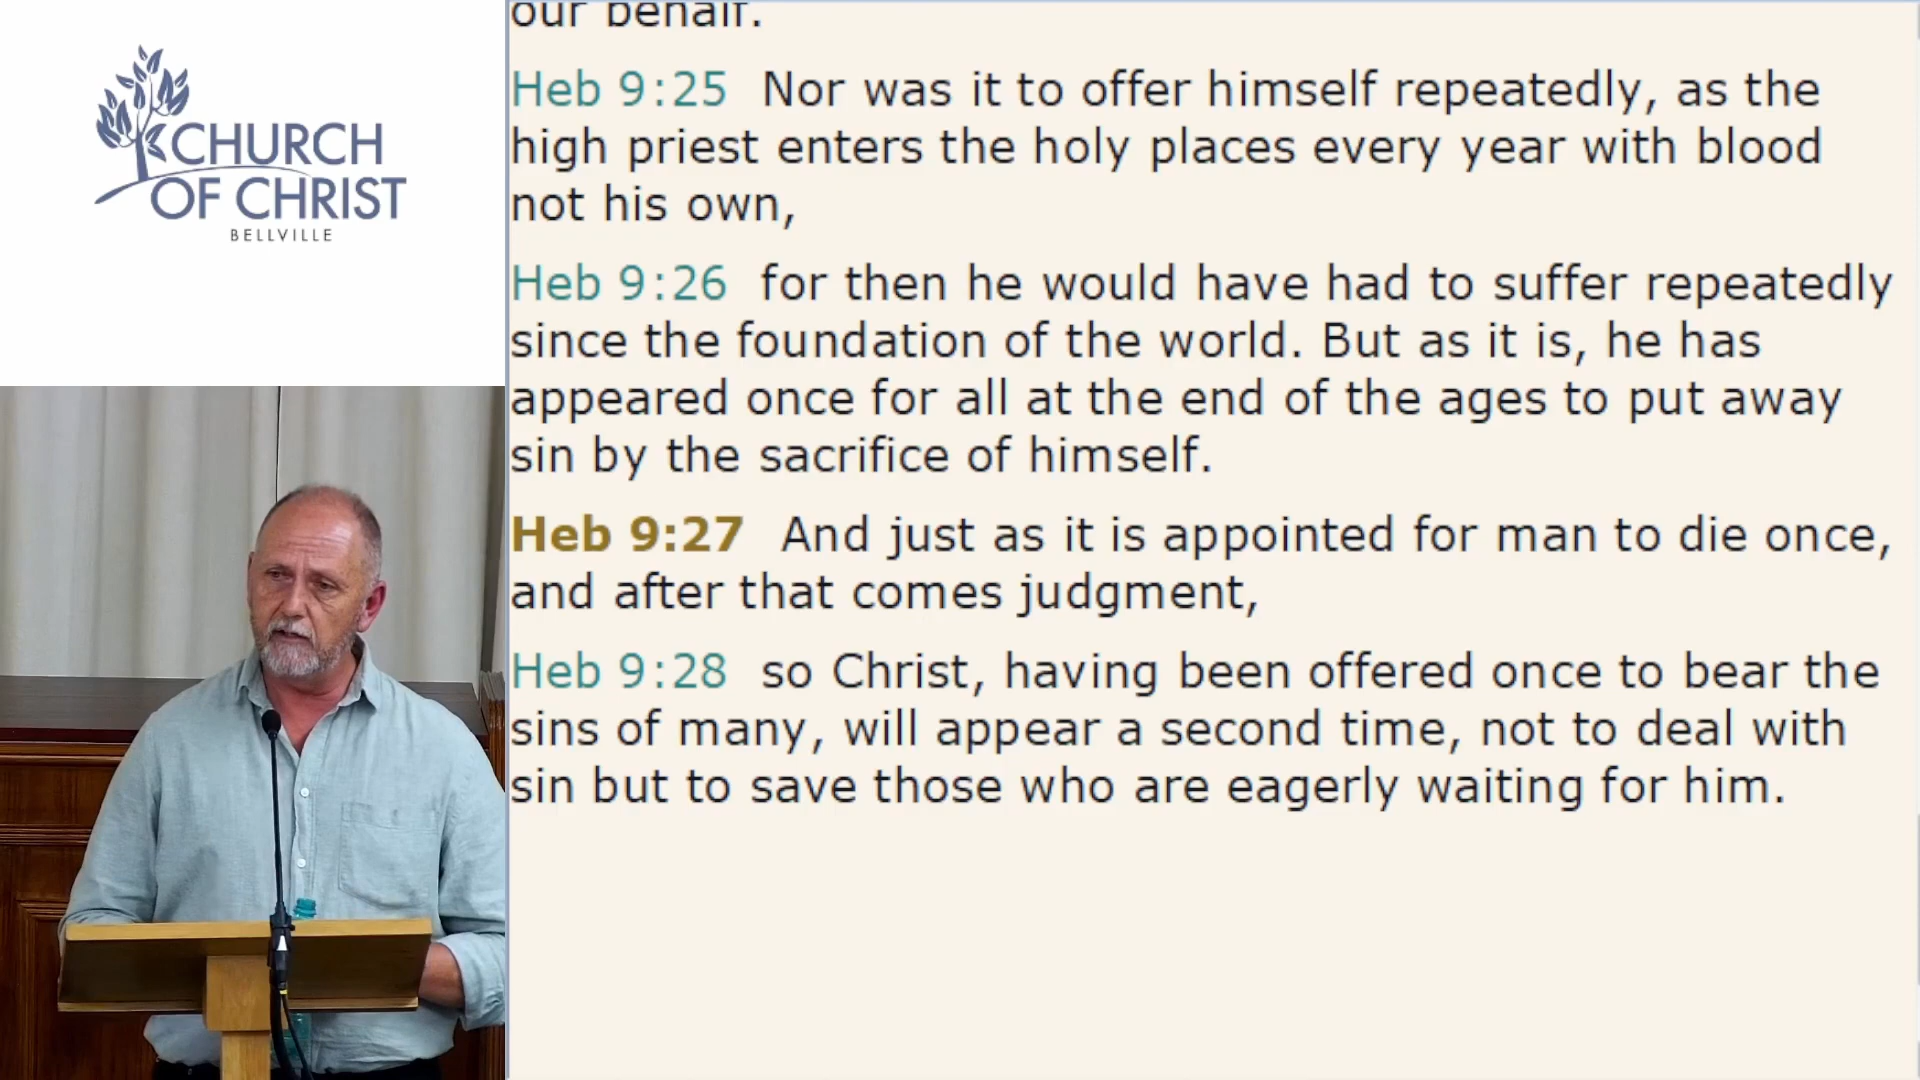 CHURCH
OF CHRIST
BELLVILLE
our behalf.
Heb 9:25 Nor was it to offer himself repeatedly, as the
high priest enters the holy places every year with blood
not his own,
Heb 9:26 for then he would have had to suffer repeatedly
since the foundation of the world. But as it is, he has
appeared once for all at the end of the ages to put away
sin by the sacrifice of himself.
Heb 9:27 And just as it is appointed for man to die once,
and after that comes judgment,
Heb 9:28 so Christ, having been offered once to bear the
sins of many, will appear a second time, not to deal with
sin but to save those who are eagerly waiting for him.